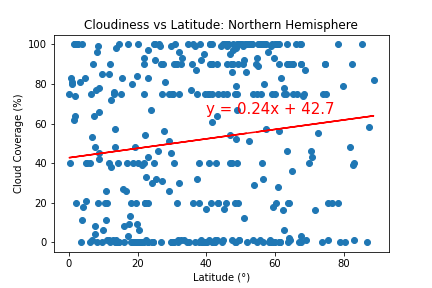 Cloudiness vs Latitude: Northern Hemisphere
100
80
60
40
20
0
Cloud Coverage (%)
y = 0.24x + 42.7
0 20 40 60 80
Latitude (°)